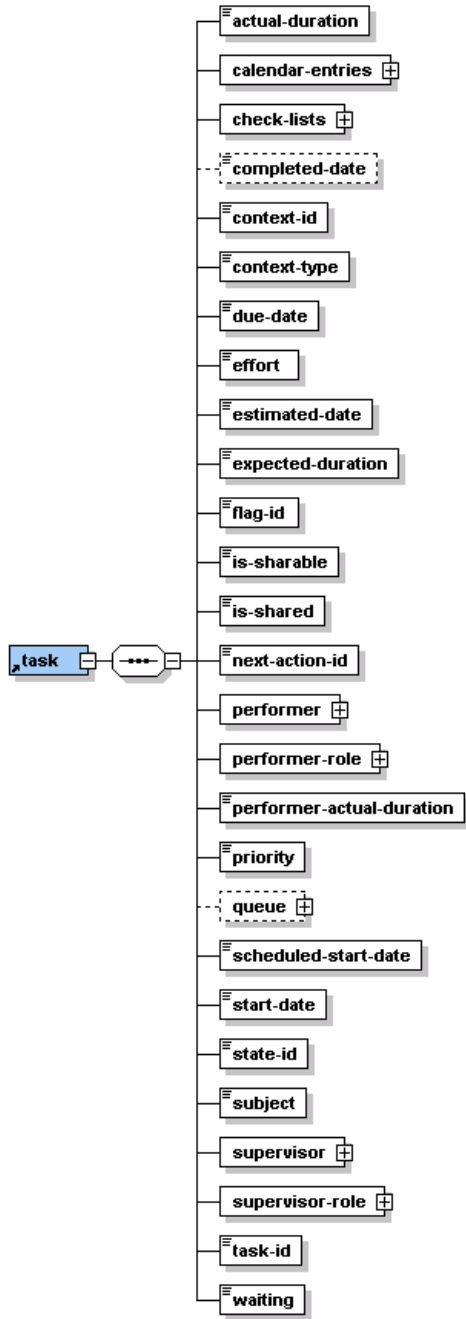 actual-duration
calendar-entries
check-lists
completed-date
context-id
context-type
due-date
effort
estimated-date
expected-duration
flag-id
is-sharable
is-shared
task
next-action-id
performer
performer-role
performer-actual-duration
priority
queue
scheduled-start-date
start-date
state-id
subject
supervisor
supervisor-role
task-id
waiting